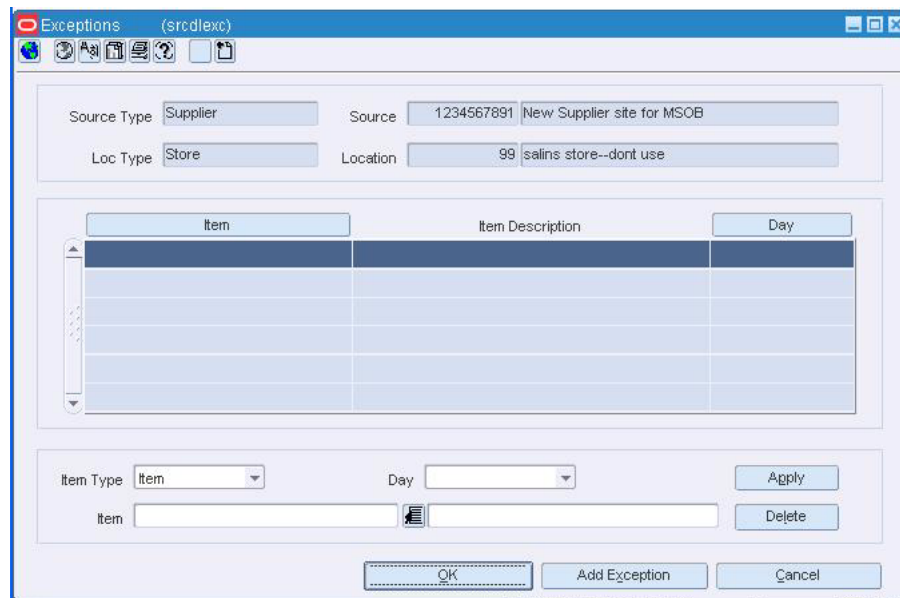 Exceptions (srcdlexc)
Source Type Supplier Source 1234567891 New Supplier site for MSOB
Loc Type Store Location 99 salins store--dont use
Item Item Description Day
Item Type Item Day Apply
Item Delete
OK Add Exception Cancel